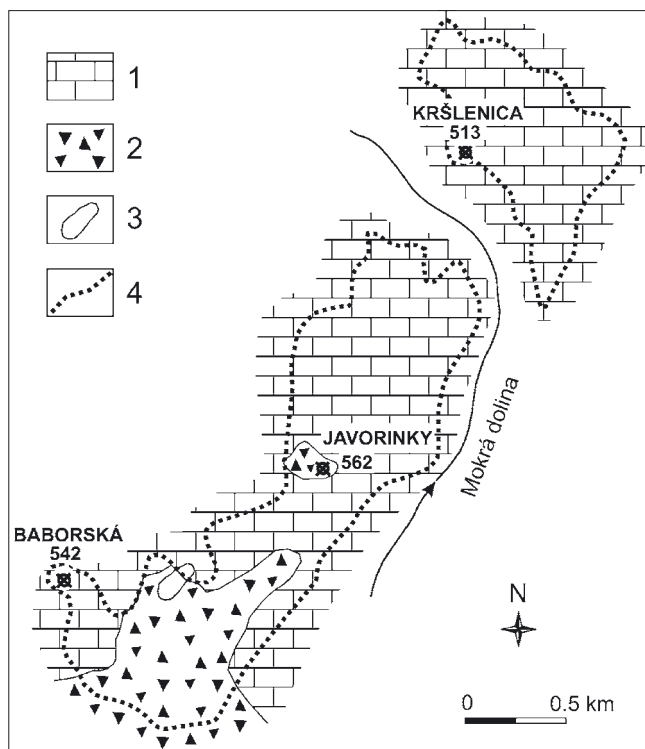 1
2
3
4
KRŠLENICA
513
JAVORINKY
562
Mokrá dolina
BABORSKÁ
542
N
0 0.5 km